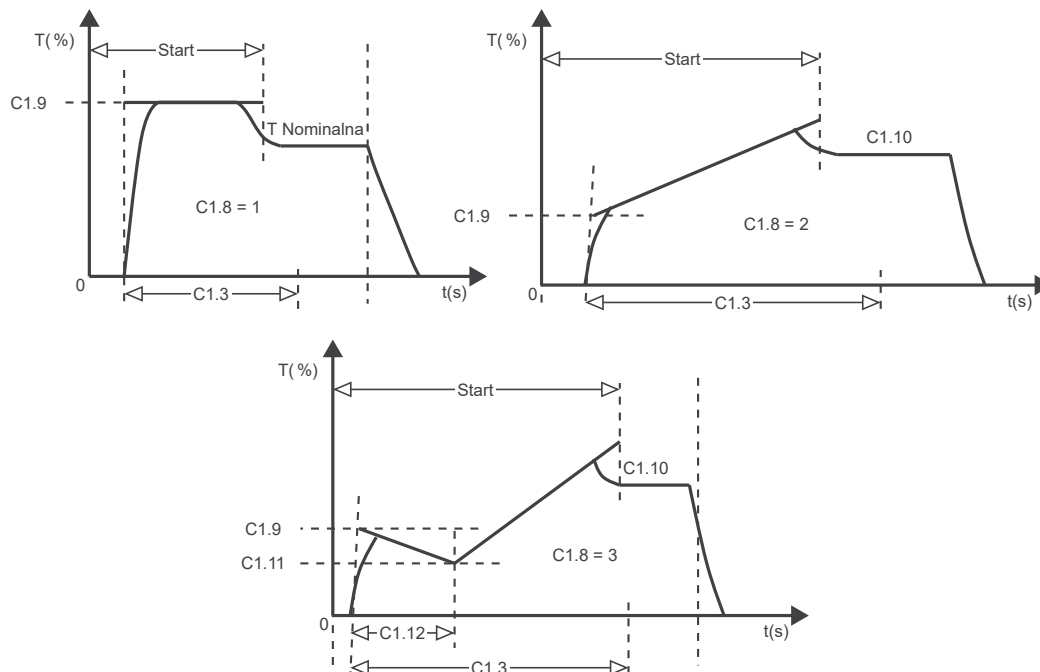 T(%)
Start
C1.9
T Nominalna
C1.8 = 1
0
C1.3
t(s)
T(%)
Start
C1.10
C1.9
C1.8 = 2
0
C1.3
t(s)
T(%)
Start
C1.10
C1.9
C1.11
C1.8 = 3
0
C1.12
t(s)
C1.3